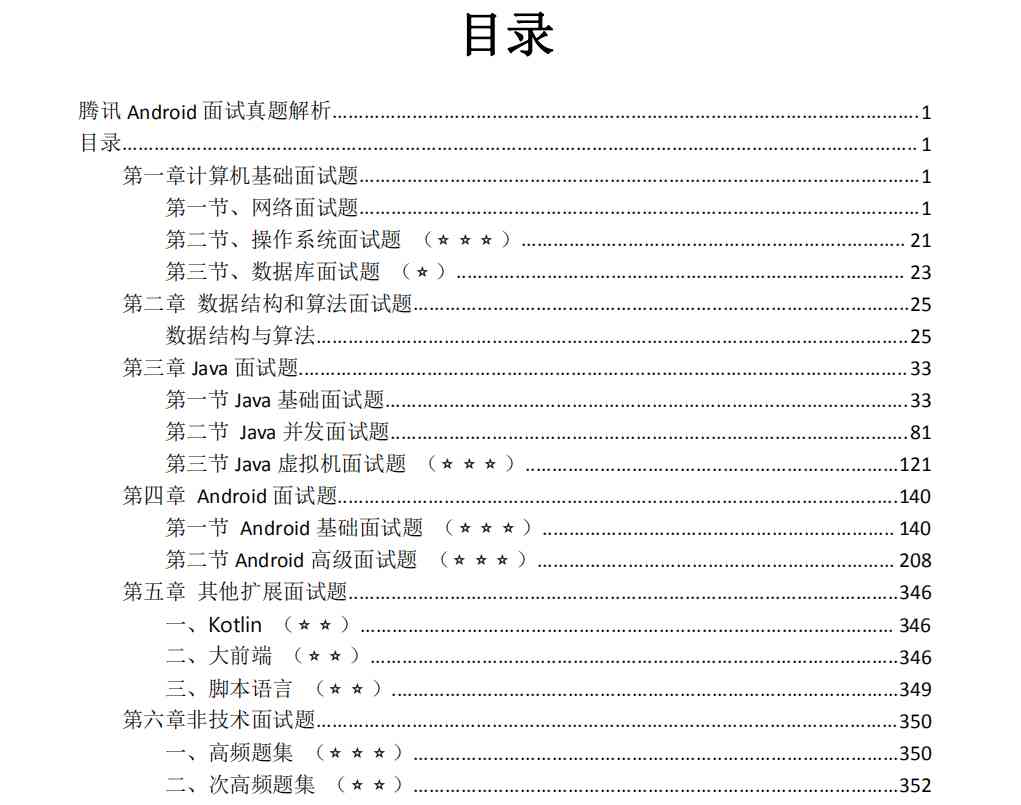 目录
腾讯 Android 面试真题解析........................................1
目录........................................1
第一章计算机基础面试题........................................1
第一节、网络面试题........................................1
第二节、操作系统面试题 （☆☆☆）........................................21
第三节、数据库面试题 （☆）........................................23
第二章 数据结构和算法面试题........................................25
数据结构与算法........................................25
第三章 Java 面试题........................................33
第一节 Java 基础面试题........................................33
第二节 Java 并发面试题........................................81
第三节 Java 虚拟机面试题 （☆☆☆）........................................121
第四章 Android 面试题........................................140
第一节 Android 基础面试题 （☆☆☆）........................................140
第二节 Android 高级面试题 （☆☆☆）........................................208
第五章 其他扩展面试题........................................346
一、Kotlin （☆☆）........................................346
二、大前端 （☆☆）........................................346
三、脚本语言 （☆☆）........................................349
第六章非技术面试题........................................350
一、高频题集 （☆☆☆）........................................350
二、次高频题集 （☆☆）........................................352